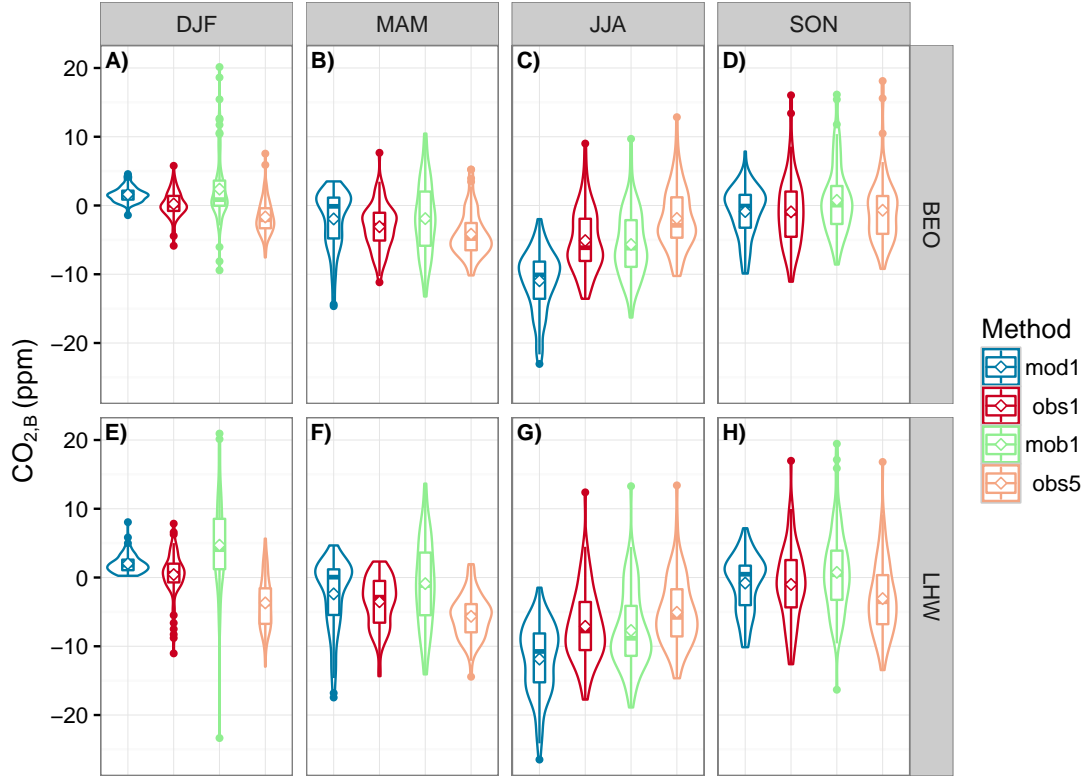 DJF MAM JJA SON
A) B) C) D)
20
10
0
−10
−20
BEO
E) F) G) H)
20
10
0
−10
−20
LHW
CO2,B (ppm)
Method
mod1
obs1
mob1
obs5